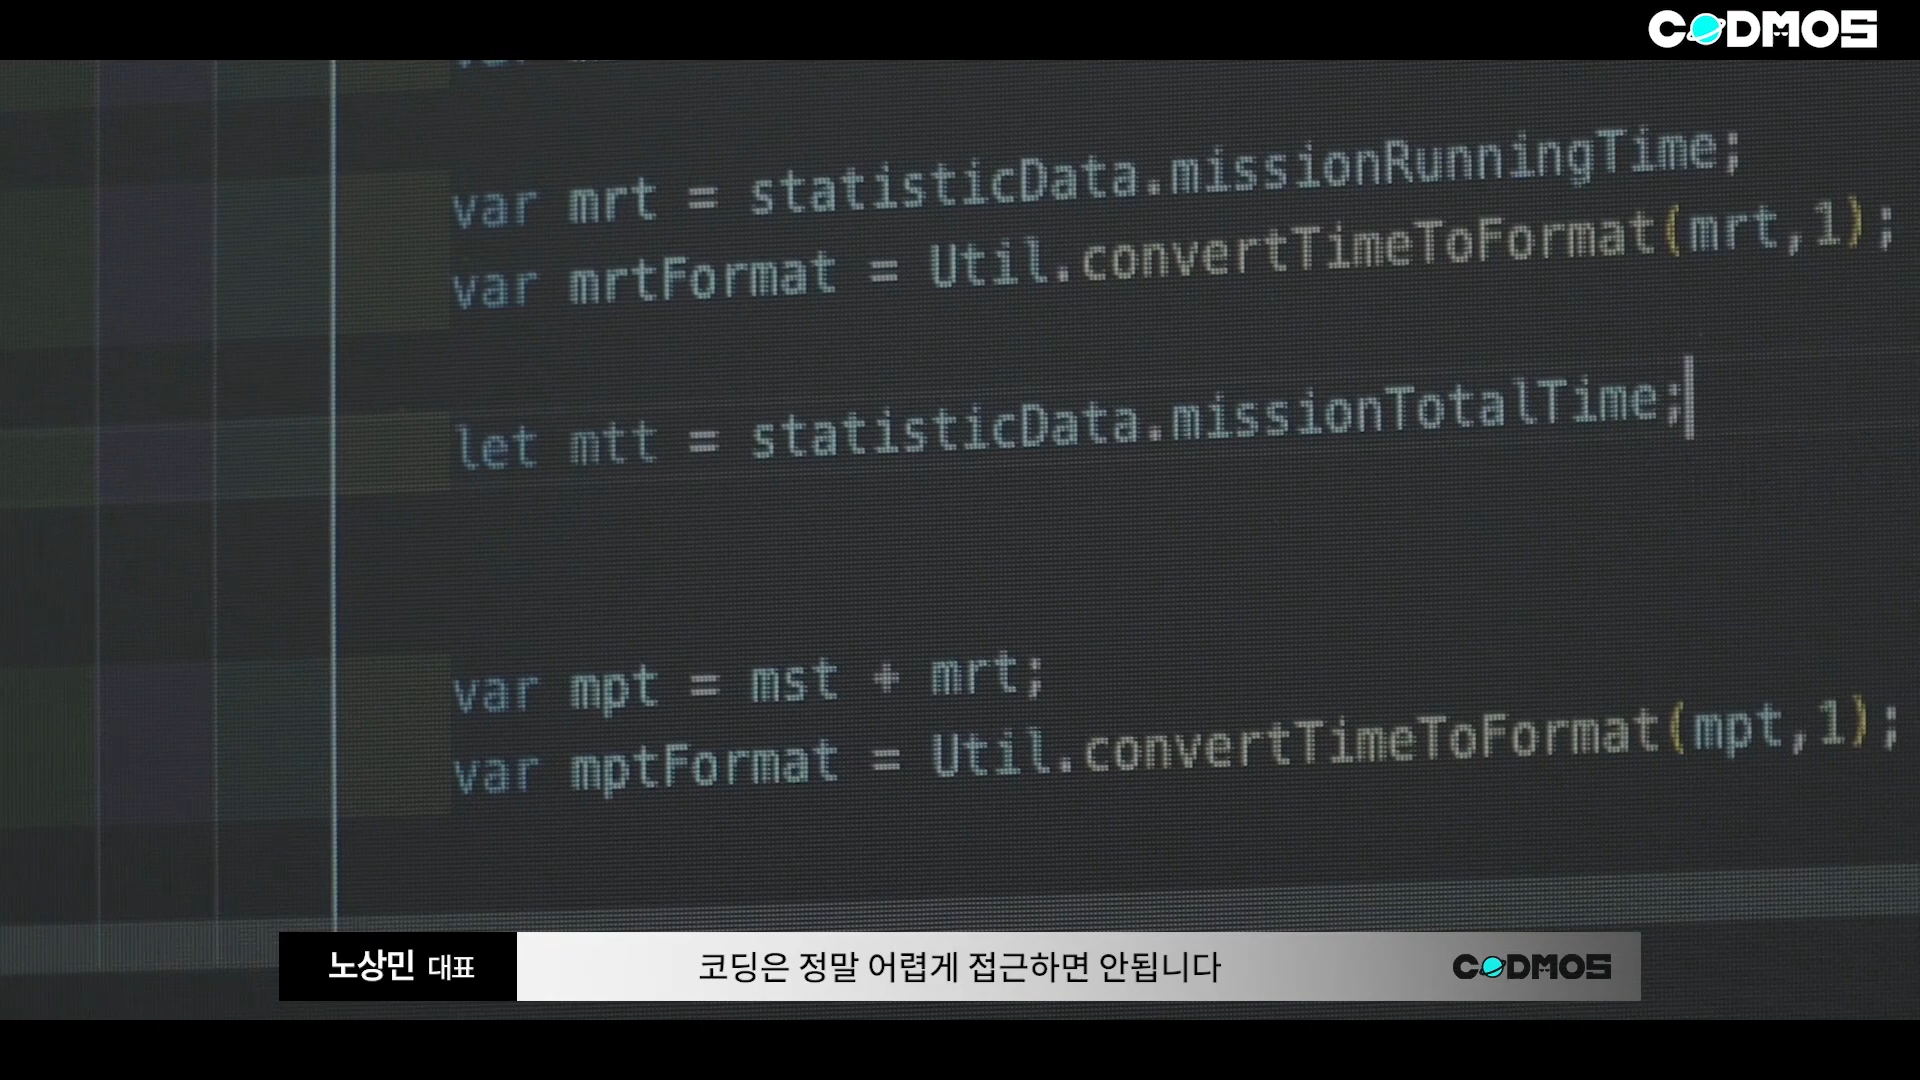 CODMOS
var mrt = statisticData.missionRunningTime;
var mrtFormat = Util.convertTimeToFormat(mrt,1);
let mtt = statisticData.missionTotalTime;
var mpt = mst + mrt;
var mptFormat = Util.convertTimeToFormat(mpt,1);
노상민 대표 코딩은 정말 어렵게 접근하면 안됩니다 CODMOS